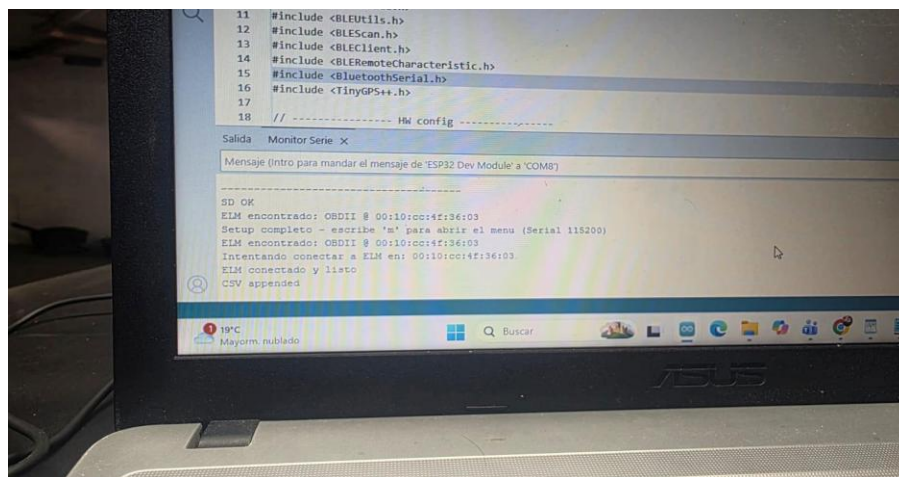 11 #include <BLEUtils.h>
12 #include <BLEScan.h>
13 #include <BLEClient.h>
14 #include <BLERemoteCharacteristic.h>
15 #include <BluetoothSerial.h>
16 #include <TinyGPS++.h>
17
18 // ---------------- HW config ----------------
Salida Monitor Serie ×
Mensaje (Intro para mandar el mensaje de 'ESP32 Dev Module' a 'COM8')
------------------------------------
SD OK
ELM encontrado: OBDII @ 00:10:cc:4f:36:03
Setup completo - escribe 'm' para abrir el menu (Serial 115200)
ELM encontrado: OBDII @ 00:10:cc:4f:36:03
Intentando conectar a ELM en: 00:10:cc:4f:36:03
ELM conectado y listo
CSV appended
1 19°C
Mayorm. nublado
Buscar
ASUS